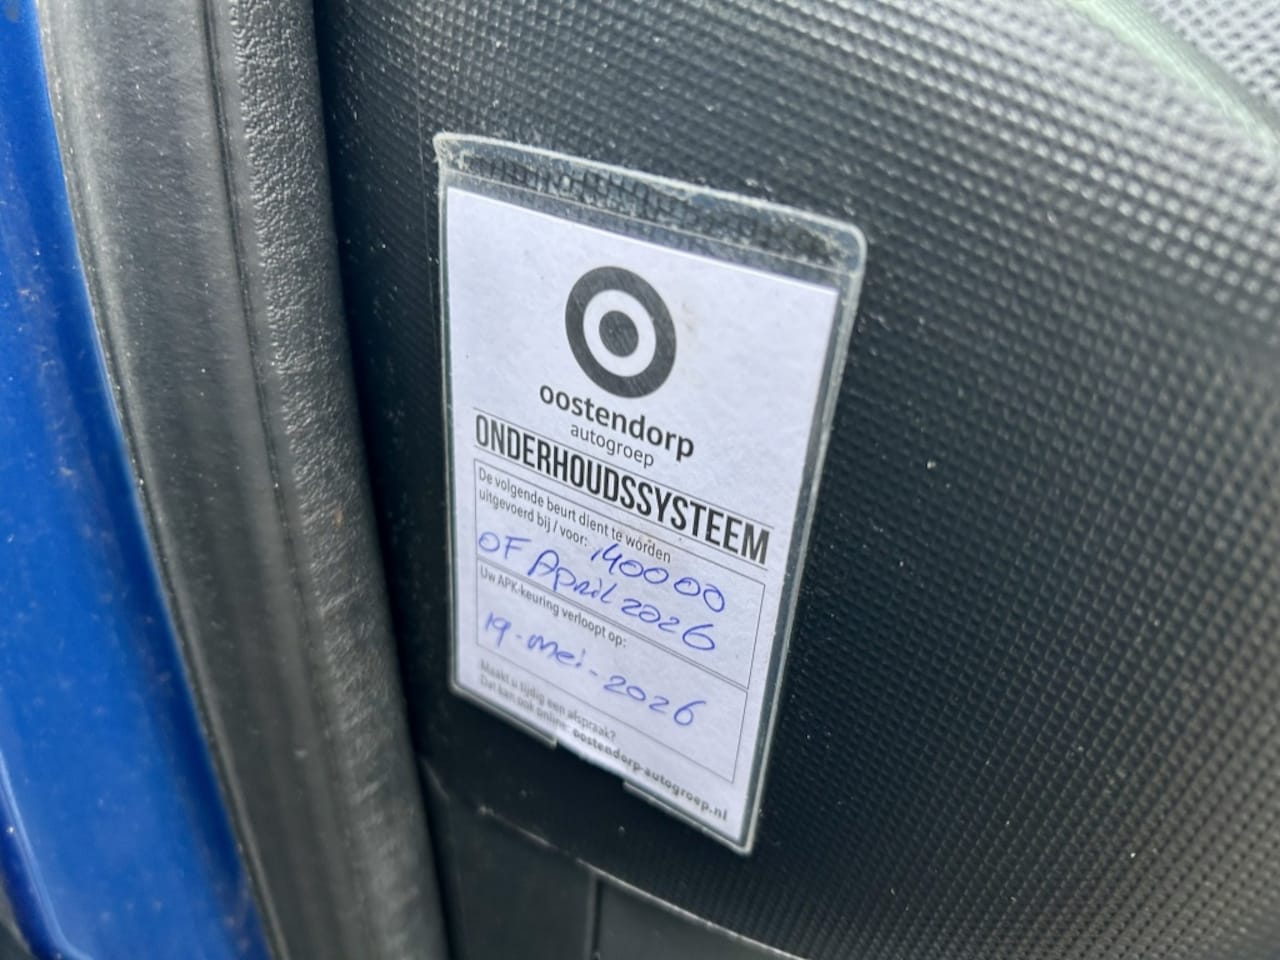 oostendorp
autogroep
ONDERHOUDSSYSTEEM
De volgende beurt dient te worden
uitgevoerd bij / voor: 140000
OF April 2026
Uw APK-keuring verloopt op:
19-mei-2026
Maakt u tijdig een afspraak?
Dat kan ook online: oostendorp-autogroep.nl